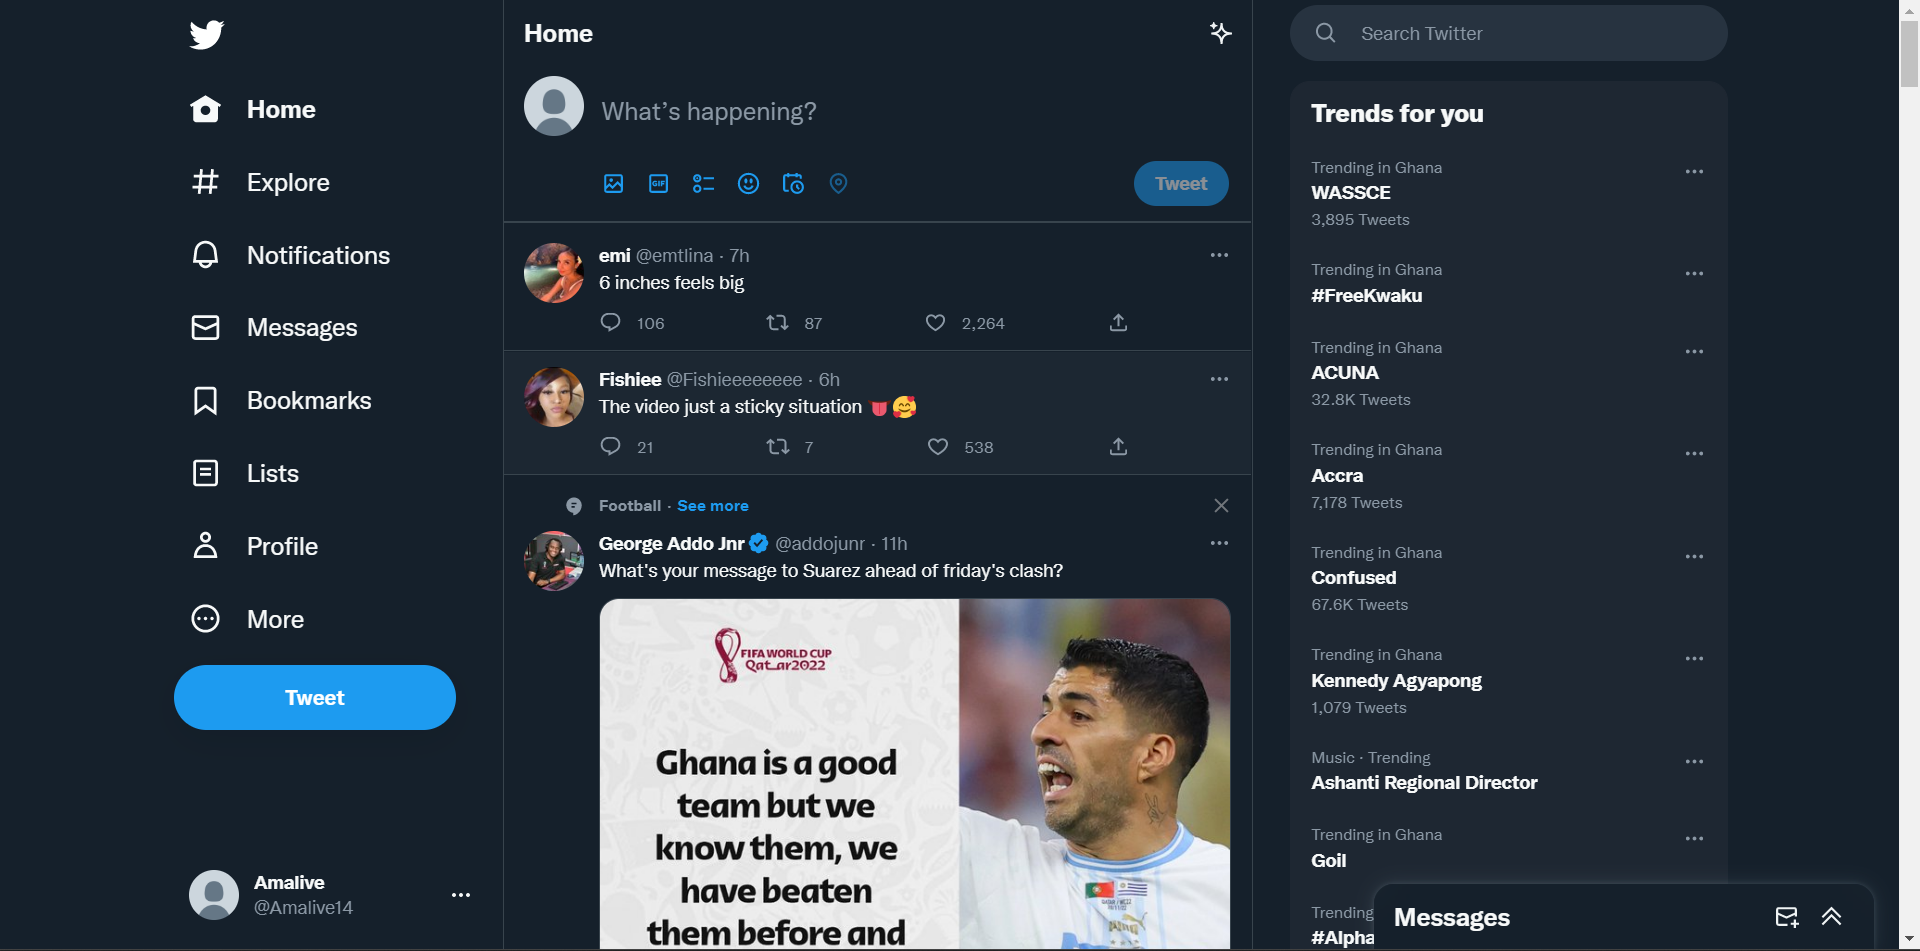 Home
Explore
Notifications
Messages
Bookmarks
Lists
Profile
More
Tweet
Amalive
@Amalive14
Home
What's happening?
GIF
Tweet
emi @emtlina · 7h
6 inches feels big
106 87 2,264
Fishiee @Fishieeeeeeee · 6h
The video just a sticky situation 👅🥰
21 7 538
Football · See more
George Addo Jnr @addojunr · 11h
What's your message to Suarez ahead of friday's clash?
FIFA WORLD CUP
Qatar2022
Ghana is a good
team but we
know them, we
have beaten
them before and
Search Twitter
Trends for you
Trending in Ghana
WASSCE
3,895 Tweets
Trending in Ghana
#FreeKwaku
Trending in Ghana
ACUNA
32.8K Tweets
Trending in Ghana
Accra
7,178 Tweets
Trending in Ghana
Confused
67.6K Tweets
Trending in Ghana
Kennedy Agyapong
1,079 Tweets
Music · Trending
Ashanti Regional Director
Trending in Ghana
Goil
Trending
#Alpha
Messages